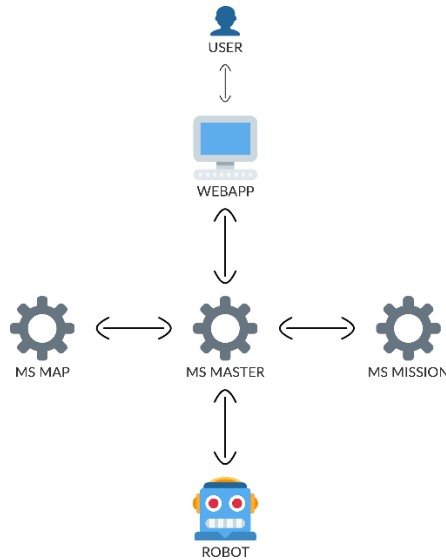 USER
WEBAPP
MS MAP
MS MASTER
MS MISSION
ROBOT